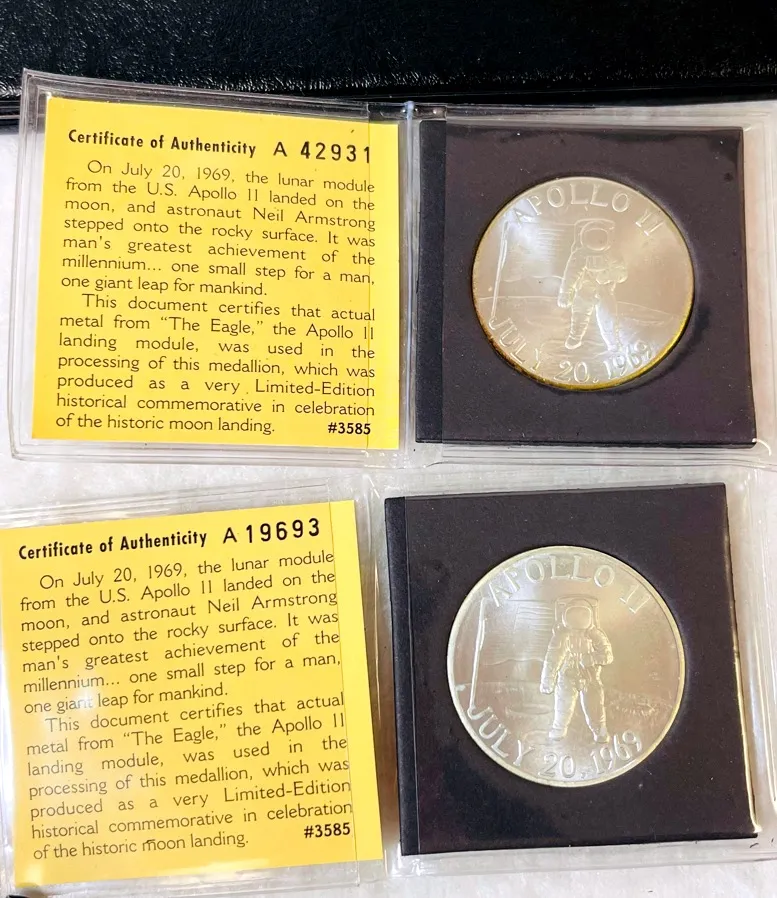 Certificate of Authenticity A 42931
On July 20, 1969, the lunar module
from the U.S. Apollo 11 landed on the
moon, and astronaut Neil Armstrong
stepped onto the rocky surface. It was
man's greatest achievement of the
millennium... one small step for a man,
one giant leap for mankind.
This document certifies that actual
metal from “The Eagle,” the Apollo 11
landing module, was used in the
processing of this medallion, which was
produced as a very Limited-Edition
historical commemorative in celebration
of the historic moon landing. #3585
APOLLO 11
JULY 20, 1969
Certificate of Authenticity A 19693
On July 20, 1969, the lunar module
from the U.S. Apollo 11 landed on the
moon, and astronaut Neil Armstrong
stepped onto the rocky surface. It was
man's greatest achievement of the
millennium... one small step for a man,
one giant leap for mankind.
This document certifies that actual
metal from “The Eagle,” the Apollo 11
landing module, was used in the
processing of this medallion, which was
produced as a very Limited-Edition
historical commemorative in celebration
of the historic moon landing. #3585
APOLLO 11
JULY 20, 1969